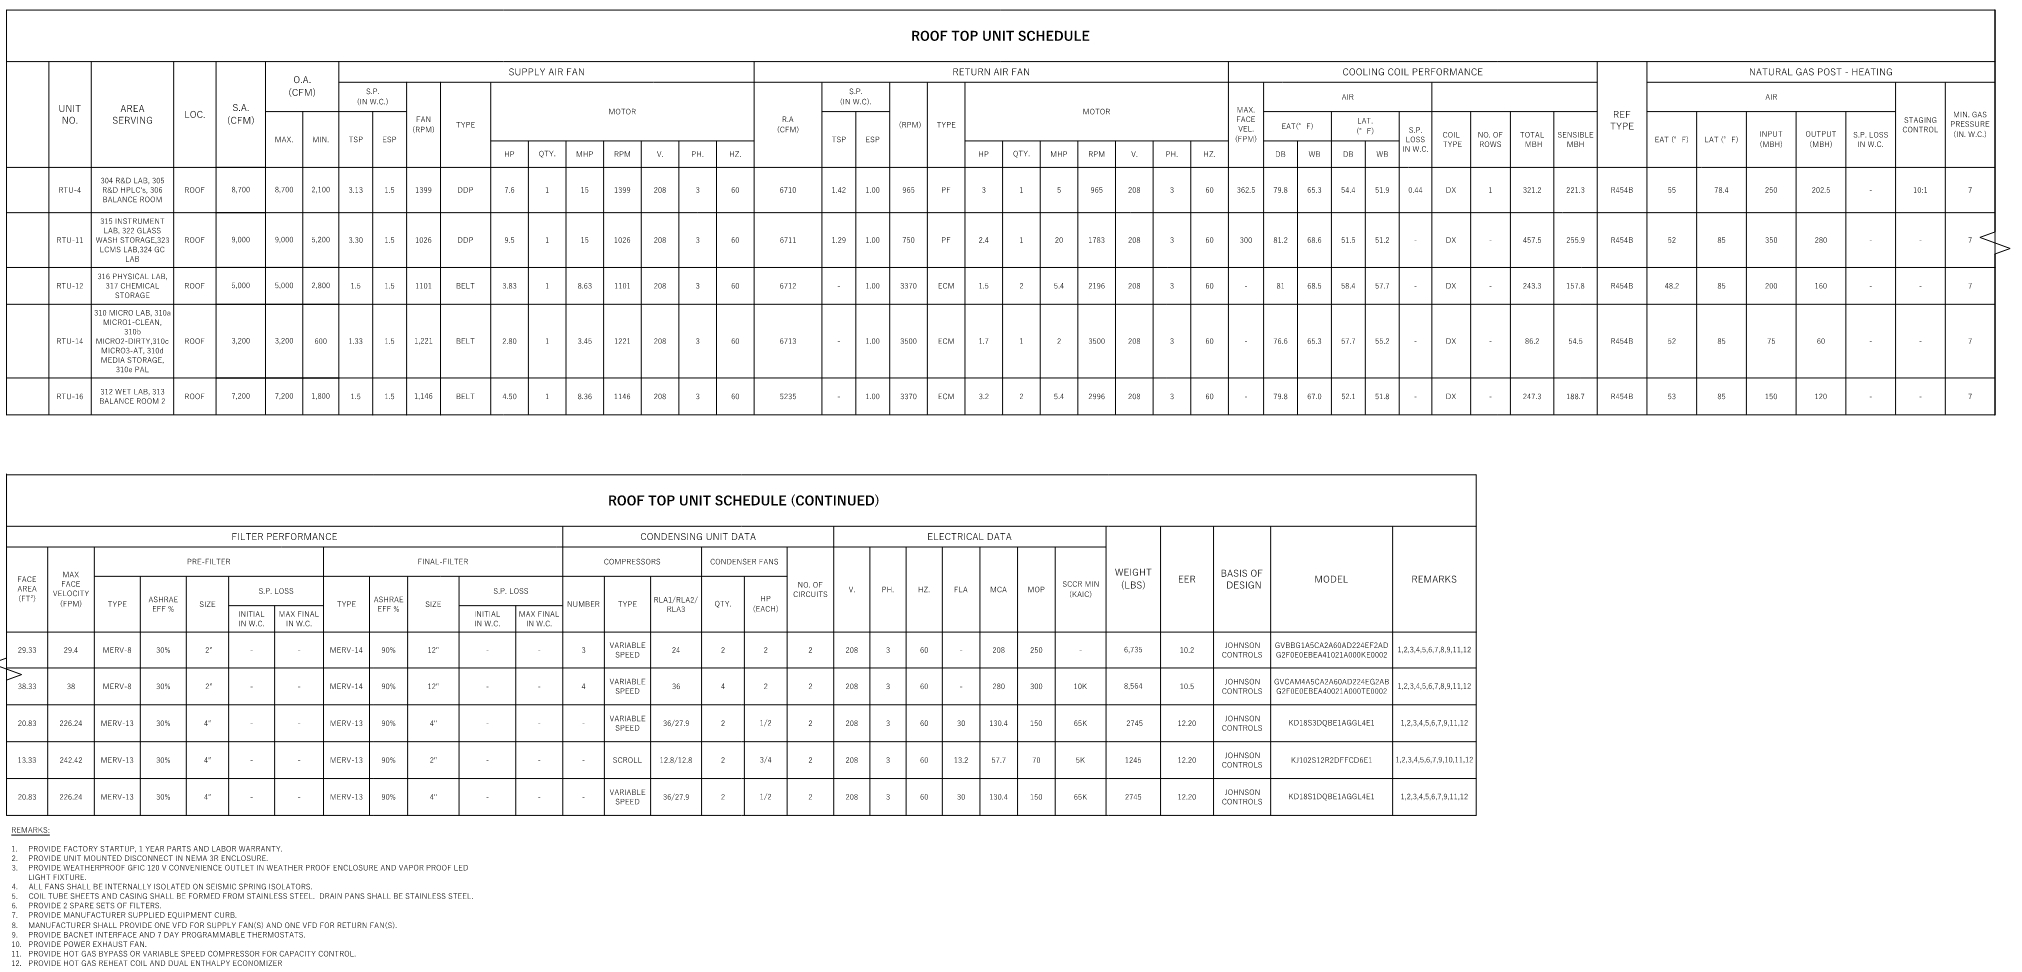 ROOF TOP UNIT SCHEDULE
UNIT NO. AREA SERVING LOC. S.A. (CFM) O.A. (CFM) SUPPLY AIR FAN RETURN AIR FAN COOLING COIL PERFORMANCE REF TYPE NATURAL GAS POST - HEATING
MAX. MIN. S.P. (IN W.C.) TSP ESP FAN (RPM) TYPE MOTOR HP QTY. MHP RPM V. PH. HZ.
R.A (CFM) S.P. (IN W.C). TSP ESP (RPM) TYPE MOTOR HP QTY. MHP RPM V. PH. HZ.
MAX. FACE VEL. (FPM) AIR EAT(° F) DB WB LAT. (° F) DB WB S.P. LOSS IN W.C. COIL TYPE NO. OF ROWS TOTAL MBH SENSIBLE MBH
AIR EAT (° F) LAT (° F) INPUT (MBH) OUTPUT (MBH) S.P. LOSS IN W.C. STAGING CONTROL MIN. GAS PRESSURE (IN. W.C.)
RTU-4 304 R&D LAB, 305 R&D HPLC's, 306 BALANCE ROOM ROOF 8,700 8,700 2,100 3.13 1.5 1399 DDP 7.6 1 15 1399 208 3 60 6710 1.42 1.00 965 PF 3 1 5 965 208 3 60 362.5 79.8 65.3 54.4 51.9 0.44 DX 1 321.2 221.3 R454B 55 78.4 250 202.5 - 10:1 7
RTU-11 315 INSTRUMENT LAB, 322 GLASS WASH STORAGE,323 LCMS LAB,324 GC LAB ROOF 9,000 9,000 5,200 3.30 1.5 1026 DDP 9.5 1 15 1026 208 3 60 6711 1.29 1.00 750 PF 2.4 1 20 1783 208 3 60 300 81.2 68.6 51.5 51.2 - DX - 457.5 255.9 R454B 52 85 350 280 - - 7
RTU-12 316 PHYSICAL LAB, 317 CHEMICAL STORAGE ROOF 5,000 5,000 2,800 1.5 1.5 1101 BELT 3.83 1 8.63 1101 208 3 60 6712 - 1.00 3370 ECM 1.5 2 5.4 2196 208 3 60 - 81 68.5 58.4 57.7 - DX - 243.3 157.8 R454B 48.2 85 200 160 - - 7
RTU-14 310 MICRO LAB, 310a MICRO1-CLEAN, 310b MICRO2-DIRTY,310c MICRO3-AT, 310d MEDIA STORAGE, 310e PAL ROOF 3,200 3,200 600 1.33 1.5 1,221 BELT 2.80 1 3.45 1221 208 3 60 6713 - 1.00 3500 ECM 1.7 1 2 3500 208 3 60 - 76.6 65.3 57.7 55.2 - DX - 86.2 54.5 R454B 52 85 75 60 - - 7
RTU-16 312 WET LAB, 313 BALANCE ROOM 2 ROOF 7,200 7,200 1,800 1.5 1.5 1,146 BELT 4.50 1 8.36 1146 208 3 60 5235 - 1.00 3370 ECM 3.2 2 5.4 2996 208 3 60 - 79.8 67.0 52.1 51.8 - DX - 247.3 188.7 R454B 53 85 150 120 - - 7
ROOF TOP UNIT SCHEDULE (CONTINUED)
FILTER PERFORMANCE CONDENSING UNIT DATA ELECTRICAL DATA WEIGHT (LBS) EER BASIS OF DESIGN MODEL REMARKS
FACE AREA (FT²) MAX FACE VELOCITY (FPM) PRE-FILTER TYPE ASHRAE EFF % SIZE S.P. LOSS INITIAL IN W.C. MAX FINAL IN W.C.
FINAL-FILTER TYPE ASHRAE EFF % SIZE S.P. LOSS INITIAL IN W.C. MAX FINAL IN W.C.
COMPRESSORS NUMBER TYPE RLA1/RLA2/ RLA3 CONDENSER FANS QTY. HP (EACH) NO. OF CIRCUITS V. PH. HZ. FLA MCA MOP SCCR MIN (KAIC)
29.33 29.4 MERV-8 30% 2" - - MERV-14 90% 12" - - 3 VARIABLE SPEED 24 2 2 2 208 3 60 - 208 250 - 6,735 10.2 JOHNSON CONTROLS GVBBG1A5CA2A60AD224EF2AD G2F0E0EBEA41021A000KE0002 1,2,3,4,5,6,7,8,9,11,12
38.33 38 MERV-8 30% 2" - - MERV-14 90% 12" - - 4 VARIABLE SPEED 36 4 2 2 208 3 60 - 280 300 10K 8,564 10.5 JOHNSON CONTROLS GVCAM4A5CA2A60AD224EG2AB G2F0E0EBEA40021A000TE0002 1,2,3,4,5,6,7,8,9,11,12
20.83 226.24 MERV-13 30% 4" - - MERV-13 90% 4" - - - VARIABLE SPEED 36/27.9 2 1/2 2 208 3 60 30 130.4 150 65K 2745 12.20 JOHNSON CONTROLS KD18S3DQBE1AGGL4E1 1,2,3,4,5,6,7,9,11,12
13.33 242.42 MERV-13 30% 4" - - MERV-13 90% 2" - - - SCROLL 12.8/12.8 2 3/4 2 208 3 60 13.2 57.7 70 5K 1245 12.20 JOHNSON CONTROLS KJ102S12R2DFFCD6E1 1,2,3,4,5,6,7,9,10,11,12
20.83 226.24 MERV-13 30% 4" - - MERV-13 90% 4" - - - VARIABLE SPEED 36/27.9 2 1/2 2 208 3 60 30 130.4 150 65K 2745 12.20 JOHNSON CONTROLS KD18S1DQBE1AGGL4E1 1,2,3,4,5,6,7,9,11,12
REMARKS:
1. PROVIDE FACTORY STARTUP, 1 YEAR PARTS AND LABOR WARRANTY.
2. PROVIDE UNIT MOUNTED DISCONNECT IN NEMA 3R ENCLOSURE.
3. PROVIDE WEATHERPROOF GFIC 120 V CONVENIENCE OUTLET IN WEATHER PROOF ENCLOSURE AND VAPOR PROOF LED
LIGHT FIXTURE.
4. ALL FANS SHALL BE INTERNALLY ISOLATED ON SEISMIC SPRING ISOLATORS.
5. COIL TUBE SHEETS AND CASING SHALL BE FORMED FROM STAINLESS STEEL. DRAIN PANS SHALL BE STAINLESS STEEL.
6. PROVIDE 2 SPARE SETS OF FILTERS.
7. PROVIDE MANUFACTURER SUPPLIED EQUIPMENT CURB.
8. MANUFACTURER SHALL PROVIDE ONE VFD FOR SUPPLY FAN(S) AND ONE VFD FOR RETURN FAN(S).
9. PROVIDE BACNET INTERFACE AND 7 DAY PROGRAMMABLE THERMOSTATS.
10. PROVIDE POWER EXHAUST FAN.
11. PROVIDE HOT GAS BYPASS OR VARIABLE SPEED COMPRESSOR FOR CAPACITY CONTROL.
12. PROVIDE HOT GAS REHEAT COIL AND DUAL ENTHALPY ECONOMIZER